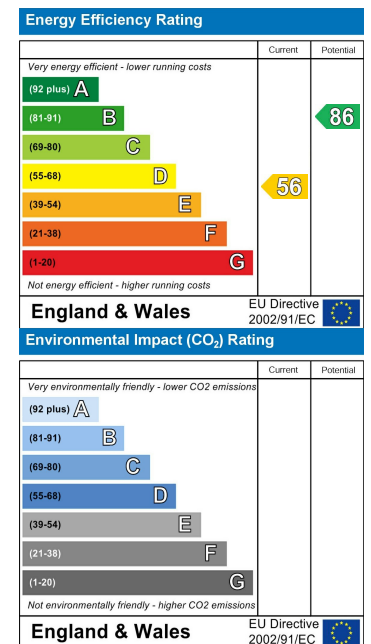 Energy Efficiency Rating
Current Potential
Very energy efficient - lower running costs
(92 plus) A
(81-91) B
86
(69-80) C
(55-68) D
56
(39-54) E
(21-38) F
(1-20) G
Not energy efficient - higher running costs
England & Wales
EU Directive
2002/91/EC
Environmental Impact (CO₂) Rating
Current Potential
Very environmentally friendly - lower CO2 emissions
(92 plus) A
(81-91) B
(69-80) C
(55-68) D
(39-54) E
(21-38) F
(1-20) G
Not environmentally friendly - higher CO2 emissions
England & Wales
EU Directive
2002/91/EC